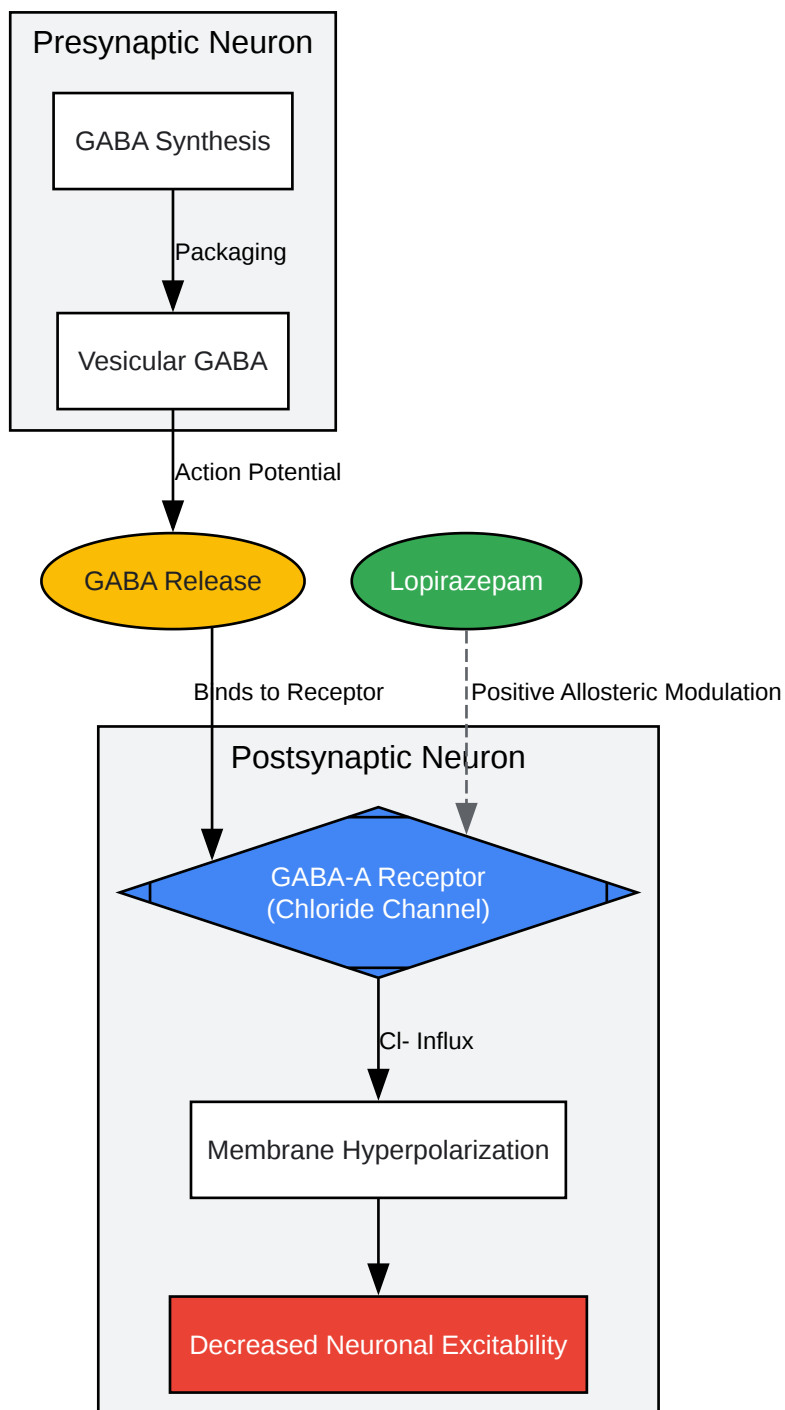 Presynaptic Neuron
GABA Synthesis
Packaging
Vesicular GABA
Action Potential
GABA Release
Lopirazepam
Binds to Receptor
Positive Allosteric Modulation
Postsynaptic Neuron
GABA-A Receptor
(Chloride Channel)
Cl- Influx
Membrane Hyperpolarization
Decreased Neuronal Excitability